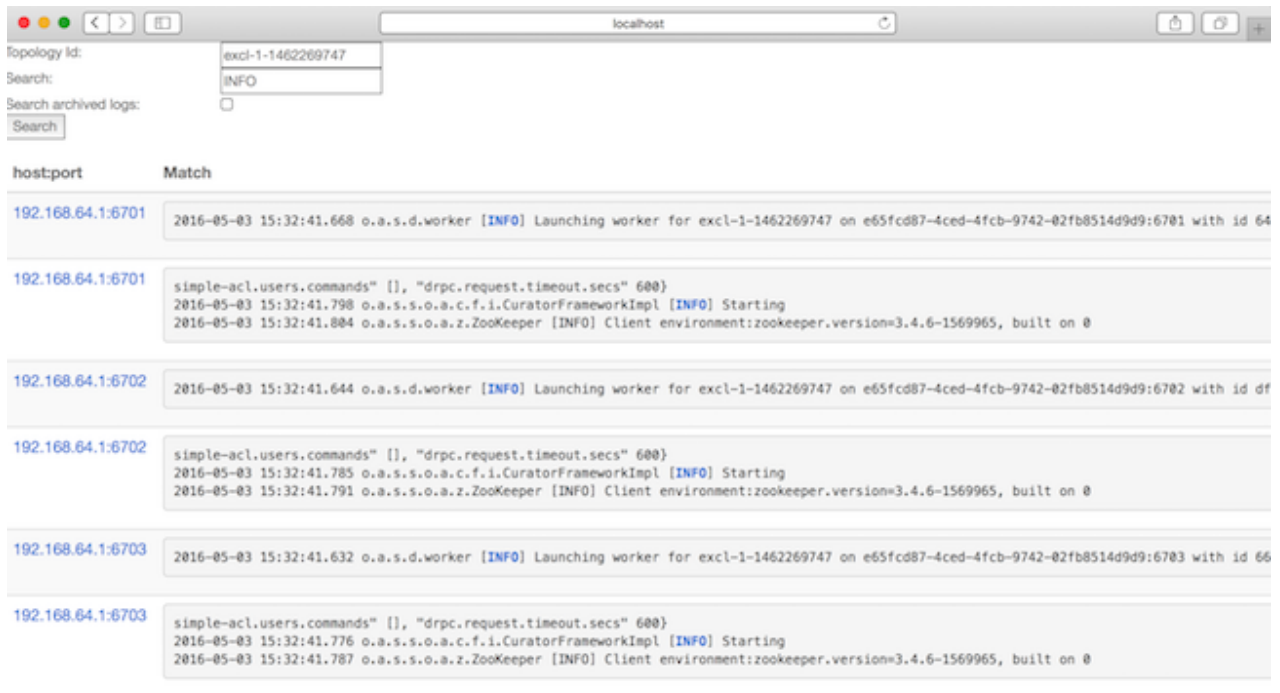 localhost
Topology Id:
excl-1-1462269747
Search:
INFO
Search archived logs:
Search
host:port Match
192.168.64.1:6701 2016-05-03 15:32:41.668 o.a.s.d.worker [INFO] Launching worker for excl-1-1462269747 on e65fcd87-4ced-4fcb-9742-02fb8514d9d9:6701 with id 64
192.168.64.1:6701 simple-acl.users.commands" [], "drpc.request.timeout.secs" 600}
2016-05-03 15:32:41.798 o.a.s.s.o.a.c.f.i.CuratorFrameworkImpl [INFO] Starting
2016-05-03 15:32:41.804 o.a.s.s.o.a.z.ZooKeeper [INFO] Client environment:zookeeper.version=3.4.6-1569965, built on 0
192.168.64.1:6702 2016-05-03 15:32:41.644 o.a.s.d.worker [INFO] Launching worker for excl-1-1462269747 on e65fcd87-4ced-4fcb-9742-02fb8514d9d9:6702 with id df
192.168.64.1:6702 simple-acl.users.commands" [], "drpc.request.timeout.secs" 600}
2016-05-03 15:32:41.785 o.a.s.s.o.a.c.f.i.CuratorFrameworkImpl [INFO] Starting
2016-05-03 15:32:41.791 o.a.s.s.o.a.z.ZooKeeper [INFO] Client environment:zookeeper.version=3.4.6-1569965, built on 0
192.168.64.1:6703 2016-05-03 15:32:41.632 o.a.s.d.worker [INFO] Launching worker for excl-1-1462269747 on e65fcd87-4ced-4fcb-9742-02fb8514d9d9:6703 with id 66
192.168.64.1:6703 simple-acl.users.commands" [], "drpc.request.timeout.secs" 600}
2016-05-03 15:32:41.776 o.a.s.s.o.a.c.f.i.CuratorFrameworkImpl [INFO] Starting
2016-05-03 15:32:41.787 o.a.s.s.o.a.z.ZooKeeper [INFO] Client environment:zookeeper.version=3.4.6-1569965, built on 0